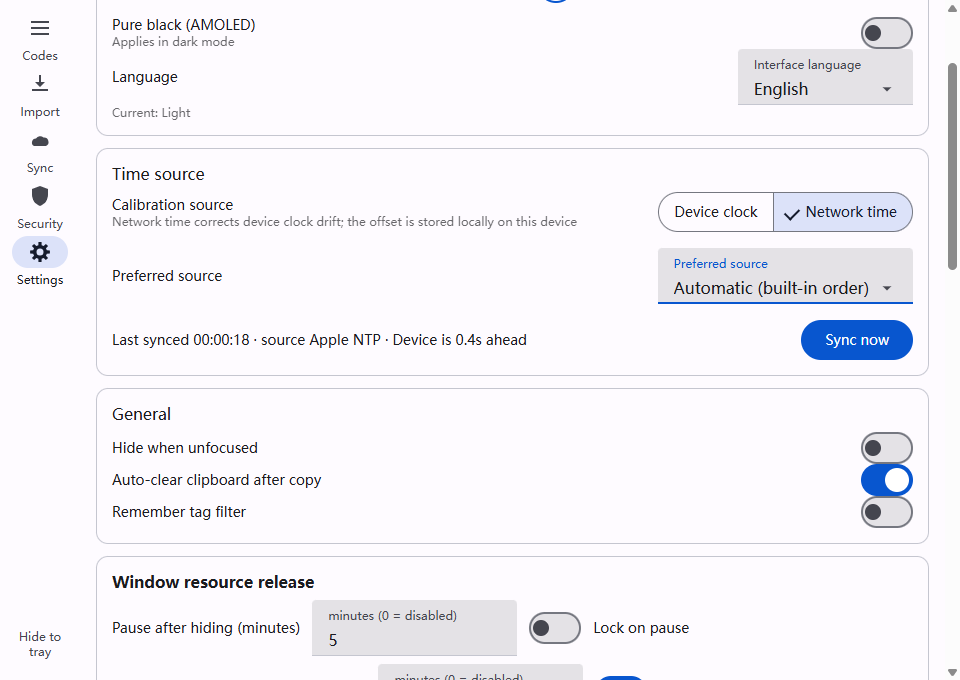 Codes
Import
Sync
Security
Settings
Hide to
tray
Pure black (AMOLED)
Applies in dark mode
Language
Interface language
English
Current: Light
Time source
Calibration source
Network time corrects device clock drift; the offset is stored locally on this device
Device clock
Network time
Preferred source
Preferred source
Automatic (built-in order)
Last synced 00:00:18 · source Apple NTP · Device is 0.4s ahead
Sync now
General
Hide when unfocused
Auto-clear clipboard after copy
Remember tag filter
Window resource release
Pause after hiding (minutes)
minutes (0 = disabled)
5
Lock on pause
minutes (0 = disabled)